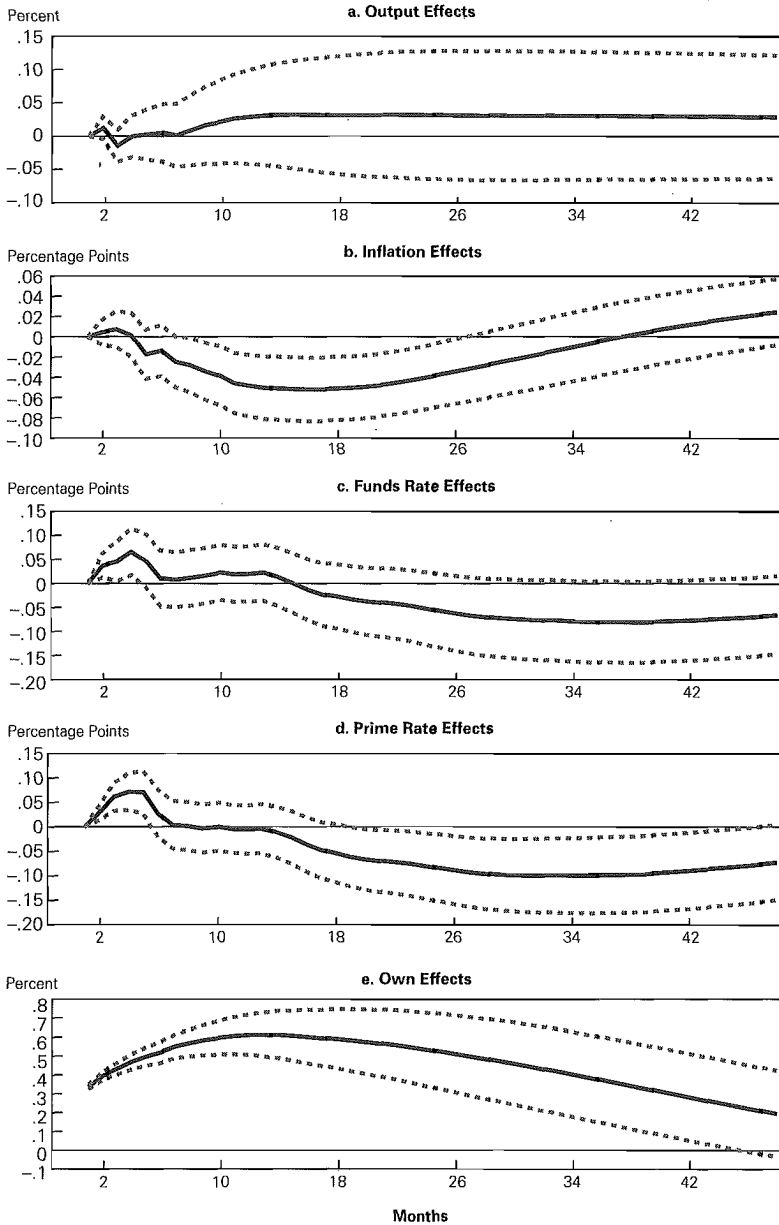 a. Output Effects
Percent
.15
.10
.05
0
-.05
-.10
2 10 18 26 34 42
b. Inflation Effects
Percentage Points
.06
.04
.02
0
-.02
-.04
-.06
-.08
-.10
2 10 18 26 34 42
c. Funds Rate Effects
Percentage Points
.15
.10
.05
0
-.05
-.10
-.15
-.20
2 10 18 26 34 42
d. Prime Rate Effects
Percentage Points
.15
.10
.05
0
-.05
-.10
-.15
-.20
2 10 18 26 34 42
e. Own Effects
Percent
.8
.7
.6
.5
.4
.3
.2
.1
0
-.1
2 10 18 26 34 42
Months